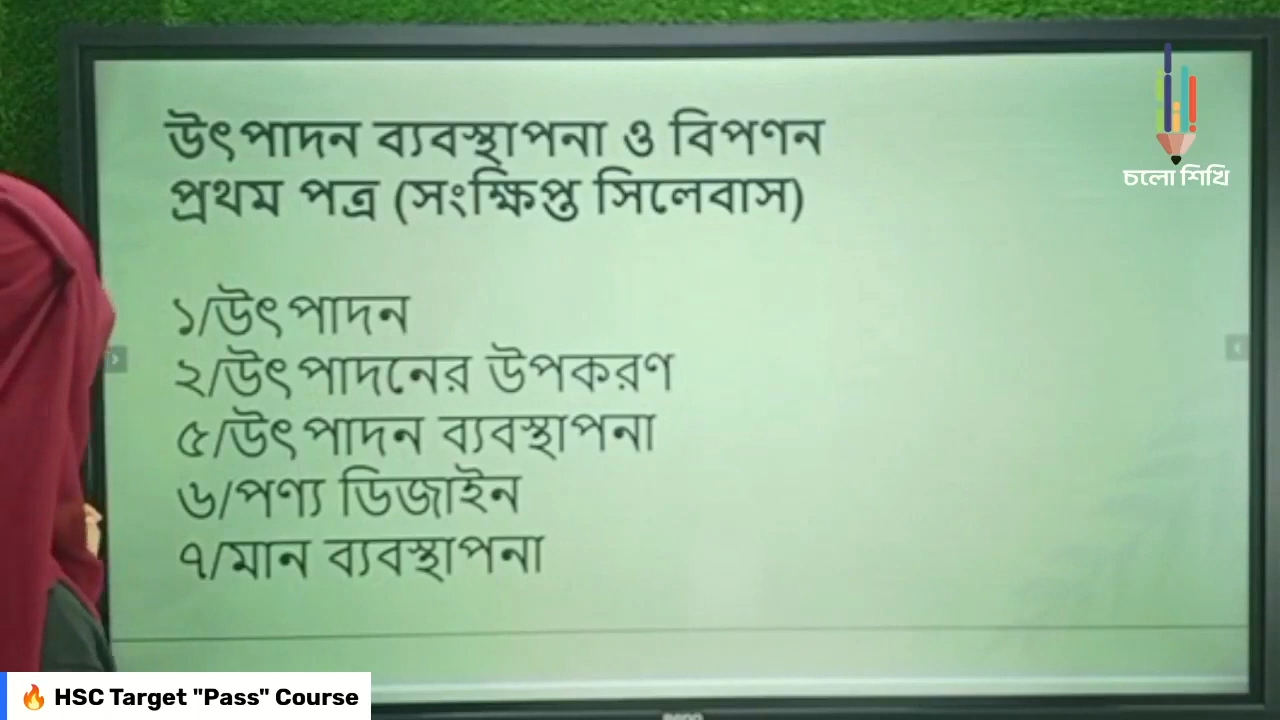 উৎপাদন ব্যবস্থাপনা ও বিপণন
প্রথম পত্র (সংক্ষিপ্ত সিলেবাস)
চলো শিখি
১/উৎপাদন
২/উৎপাদনের উপকরণ
৫/উৎপাদন ব্যবস্থাপনা
৬/পণ্য ডিজাইন
৭/মান ব্যবস্থাপনা
🔥 HSC Target "Pass" Course